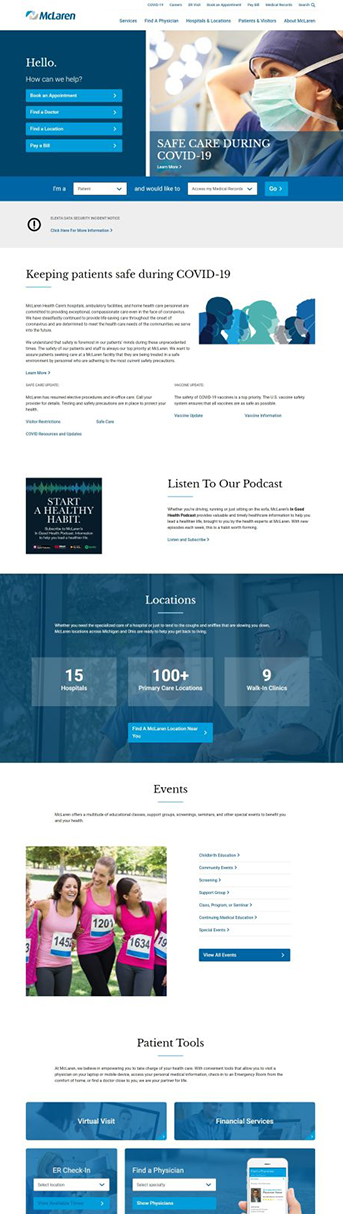 COVID-19 Careers ER Visit Book an Appointment Pay Bill Medical Records Search
McLaren
Services Find A Physician Hospitals & Locations Patients & Visitors About McLaren
Hello.
How can we help?
Book an Appointment
Find a Doctor
Find a Location
Pay a Bill
SAFE CARE DURING
COVID-19
Learn More
I'm a Patient and would like to Access my Medical Records Go
ELEKTA DATA SECURITY INCIDENT NOTICE
Click Here For More Information
Keeping patients safe during COVID-19
McLaren Health Care's hospitals, ambulatory facilities, and home health care personnel are
committed to providing exceptional, compassionate care even in the face of coronavirus.
We have steadfastly continued to provide life-saving care throughout the onset of
coronavirus and are determined to meet the health care needs of the communities we serve
into the future.
We understand that safety is foremost in our patients' minds during these unprecedented
times. The safety of our patients and staff is always our top priority at McLaren. We want to
assure patients seeking care at a McLaren facility that they are being treated in a safe
environment by personnel who are adhering to the most current safety precautions.
Learn More
SAFE CARE UPDATE:
McLaren has resumed elective procedures and in office care. Call your
provider for details. Testing and safety precautions are in place to protect your
health.
Visitor Restrictions Safe Care
COVID Resources and Updates
VACCINE UPDATE:
The safety of COVID-19 vaccines is a top priority. The U.S. vaccine safety
system ensures that all vaccines are as safe as possible.
Vaccine Update Vaccine Information
START
A HEALTHY
HABIT.
Subscribe to McLaren's
In Good Health Podcast. Information
to help you lead a healthier life.
Listen To Our Podcast
Whether you're driving, running or just sitting on the sofa, McLaren's In Good
Health Podcast provides valuable and timely healthcare information to help you
lead a healthier life, brought to you by the health experts at McLaren. With new
episodes each week, this is a habit worth forming.
Listen and Subscribe
Locations
Whether you need the specialized care of a hospital or just to tend to the coughs and sniffles that are slowing you down,
McLaren locations across Michigan and Ohio are ready to help you get back to living.
15
Hospitals
100+
Primary Care Locations
9
Walk-In Clinics
Find A McLaren Location Near
You
Events
McLaren offers a multitude of educational classes, support groups, screenings, seminars, and other special events to benefit you
and your health.
1453
1201
1634
19
Childbirth Education
Community Events
Screening
Support Group
Class, Program, or Seminar
Continuing Medical Education
Special Events
View All Events
Patient Tools
At McLaren, we believe in empowering you to take charge of your health care. With convenient tools that allow you to visit a
physician on your laptop or mobile device, access your personal medical information, check-in to an Emergency Room from the
comfort of home, or find a doctor close to you, we are your partner for life.
Virtual Visit
Financial Services
ER Check-In
Select location
Find a Physician
Select specialty
Show Physicians